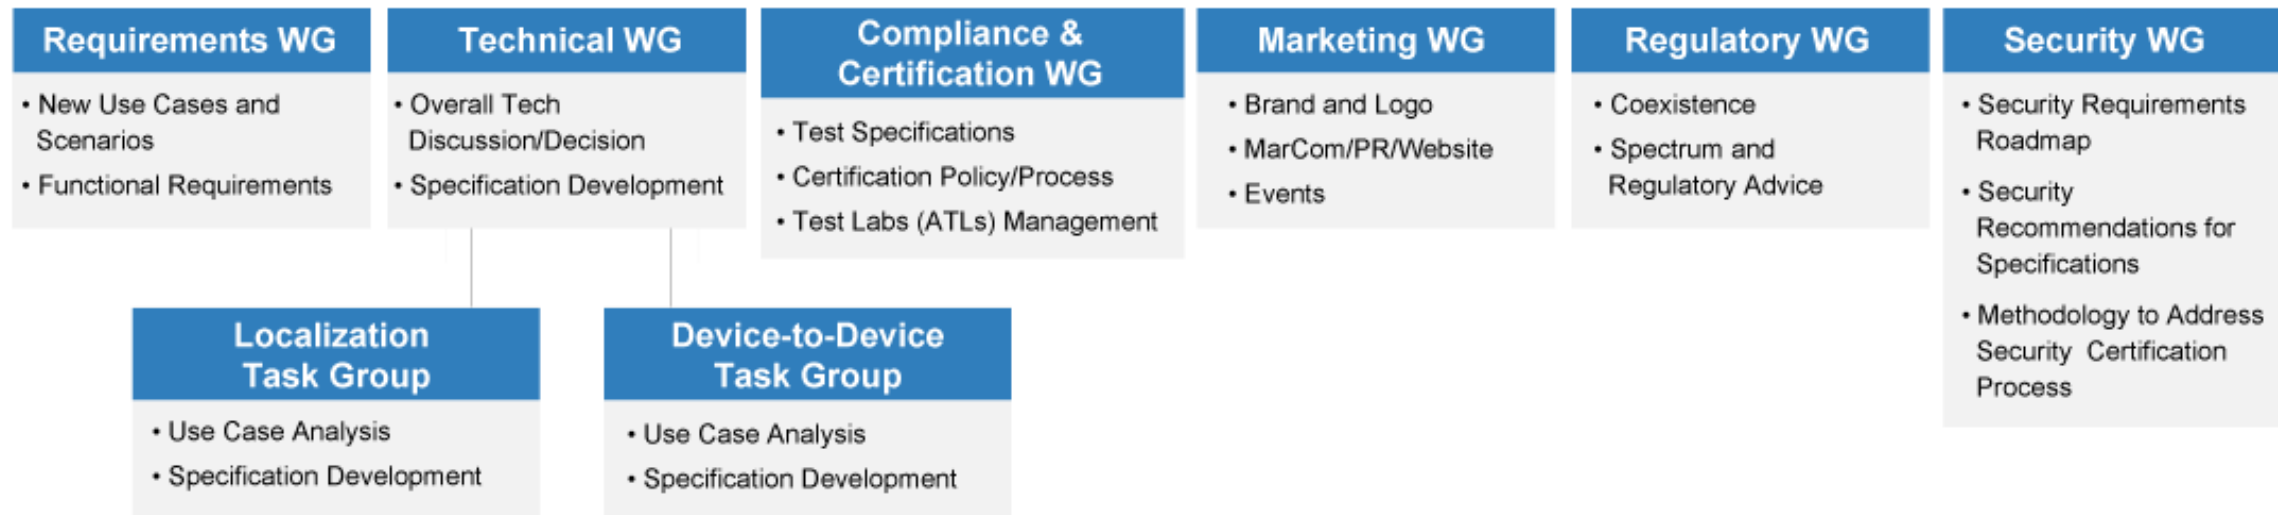 Requirements WG
• New Use Cases and
Scenarios
• Functional Requirements
Technical WG
• Overall Tech
Discussion/Decision
• Specification Development
Compliance &
Certification WG
• Test Specifications
• Certification Policy/Process
• Test Labs (ATLs) Management
Marketing WG
• Brand and Logo
• MarCom/PR/Website
• Events
Regulatory WG
• Coexistence
• Spectrum and
Regulatory Advice
Security WG
• Security Requirements
Roadmap
• Security
Recommendations for
Specifications
• Methodology to Address
Security Certification
Process
Localization
Task Group
• Use Case Analysis
• Specification Development
Device-to-Device
Task Group
• Use Case Analysis
• Specification Development